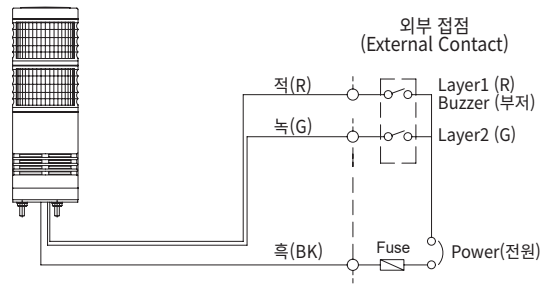 외부 접점
(External Contact)
적(R)
Layer1 (R)
Buzzer (부저)
녹(G)
Layer2 (G)
흑(BK)
Fuse
Power(전원)